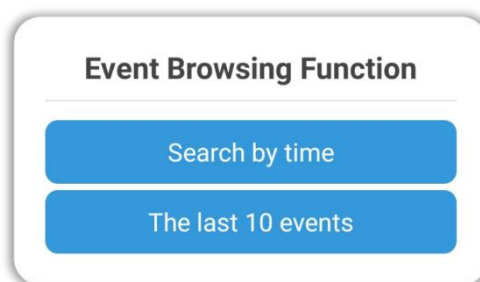 Event Browsing Function
Search by time
The last 10 events